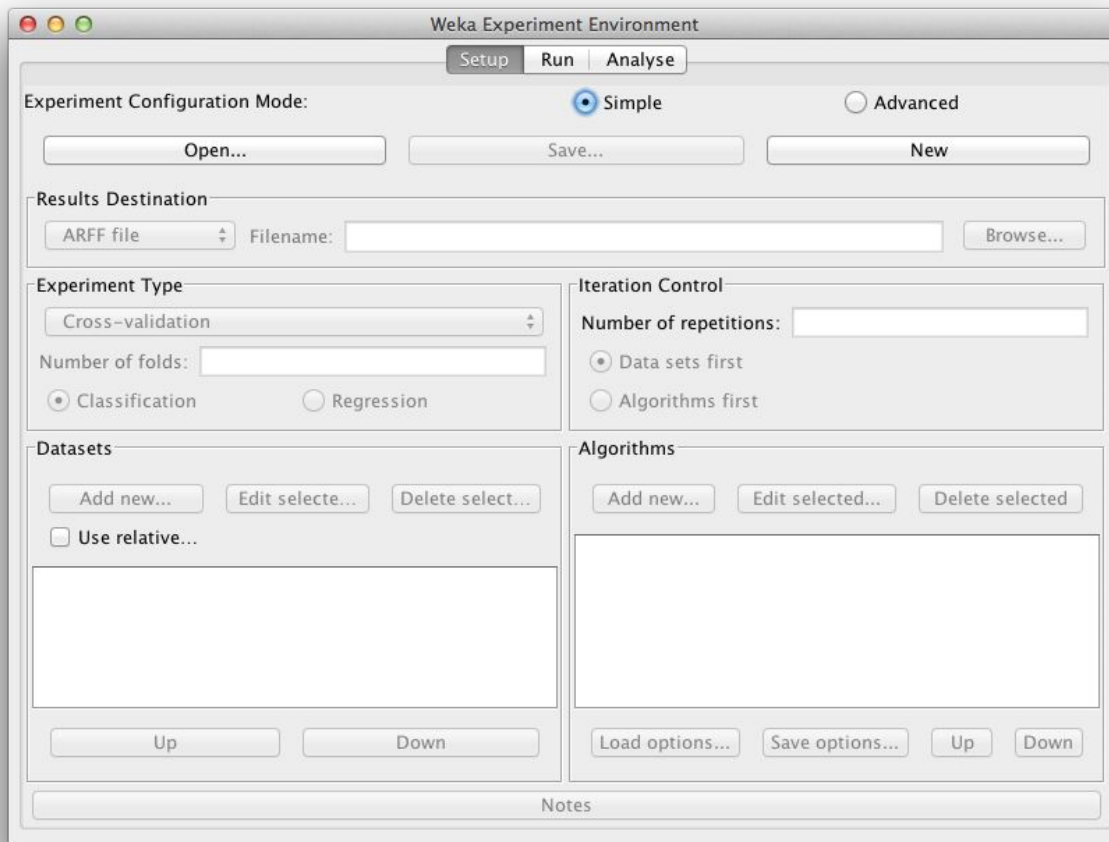 Weka Experiment Environment
Setup Run Analyse
Experiment Configuration Mode: Simple Advanced
Open... Save... New
Results Destination
ARFF file Filename: Browse...
Experiment Type
Cross-validation
Number of folds:
Classification Regression
Iteration Control
Number of repetitions:
Data sets first
Algorithms first
Datasets
Add new... Edit selecte... Delete select...
Use relative...
Up Down
Algorithms
Add new... Edit selected... Delete selected
Load options... Save options... Up Down
Notes